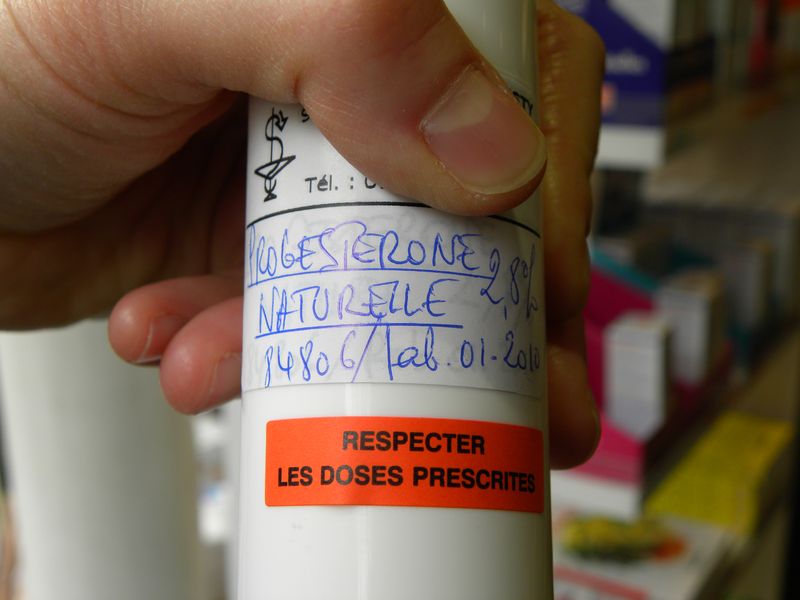 Tél. :
PROGESTERONE
NATURELLE 2,8%
84806/fab.01-2010
RESPECTER
LES DOSES PRESCRITES